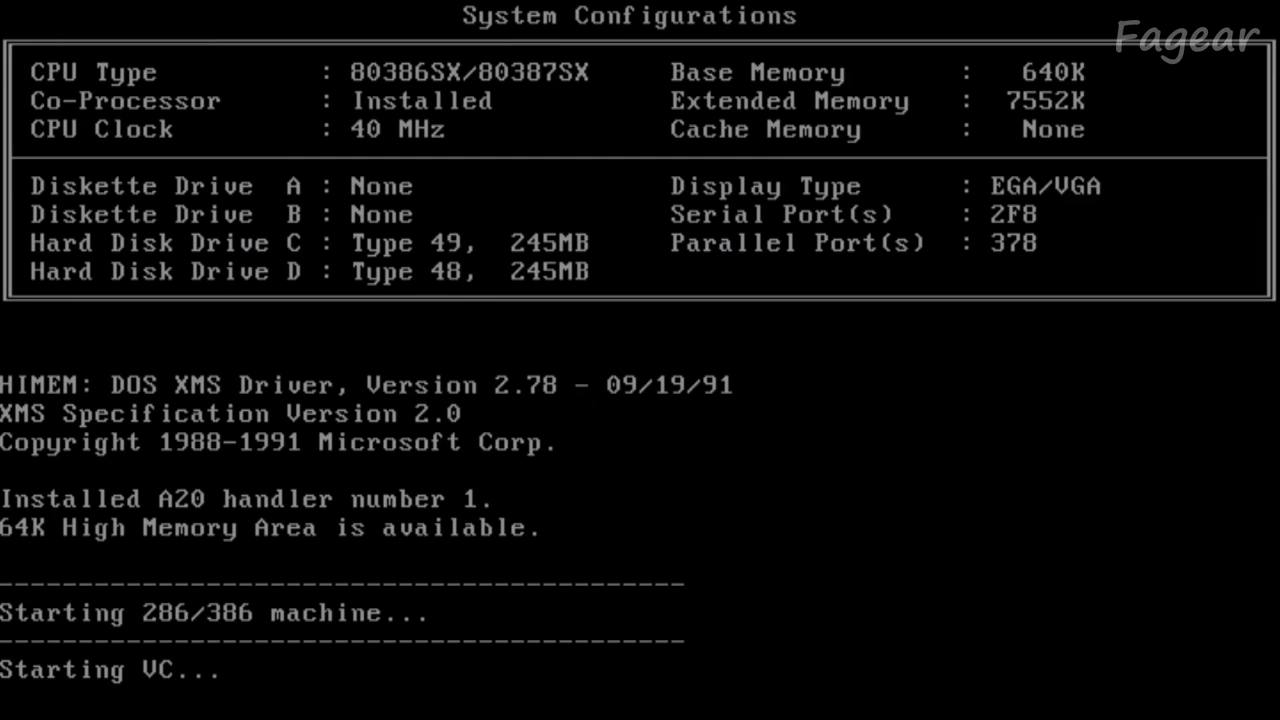 System Configurations
Fagear
CPU Type : 80386SX/80387SX Base Memory : 640K
Co-Processor : Installed Extended Memory : 7552K
CPU Clock : 40 MHz Cache Memory : None
Diskette Drive A : None Display Type : EGA/VGA
Diskette Drive B : None Serial Port(s) : 2F8
Hard Disk Drive C : Type 49, 245MB Parallel Port(s) : 378
Hard Disk Drive D : Type 48, 245MB
HIMEM: DOS XMS Driver, Version 2.78 - 09/19/91
XMS Specification Version 2.0
Copyright 1988-1991 Microsoft Corp.
Installed A20 handler number 1.
64K High Memory Area is available.
-------------------------------------------
Starting 286/386 machine...
-------------------------------------------
Starting VC...